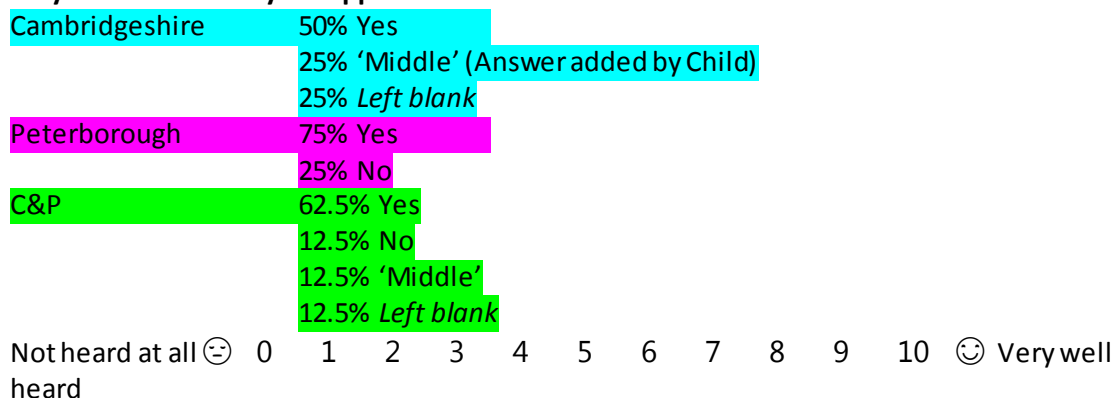 Cambridgeshire 50% Yes
25% ‘Middle’ (Answer added by Child)
25% Left blank
Peterborough 75% Yes
25% No
C&P 62.5% Yes
12.5% No
12.5% ‘Middle’
12.5% Left blank
Not heard at all 0 1 2 3 4 5 6 7 8 9 10 Very well
heard